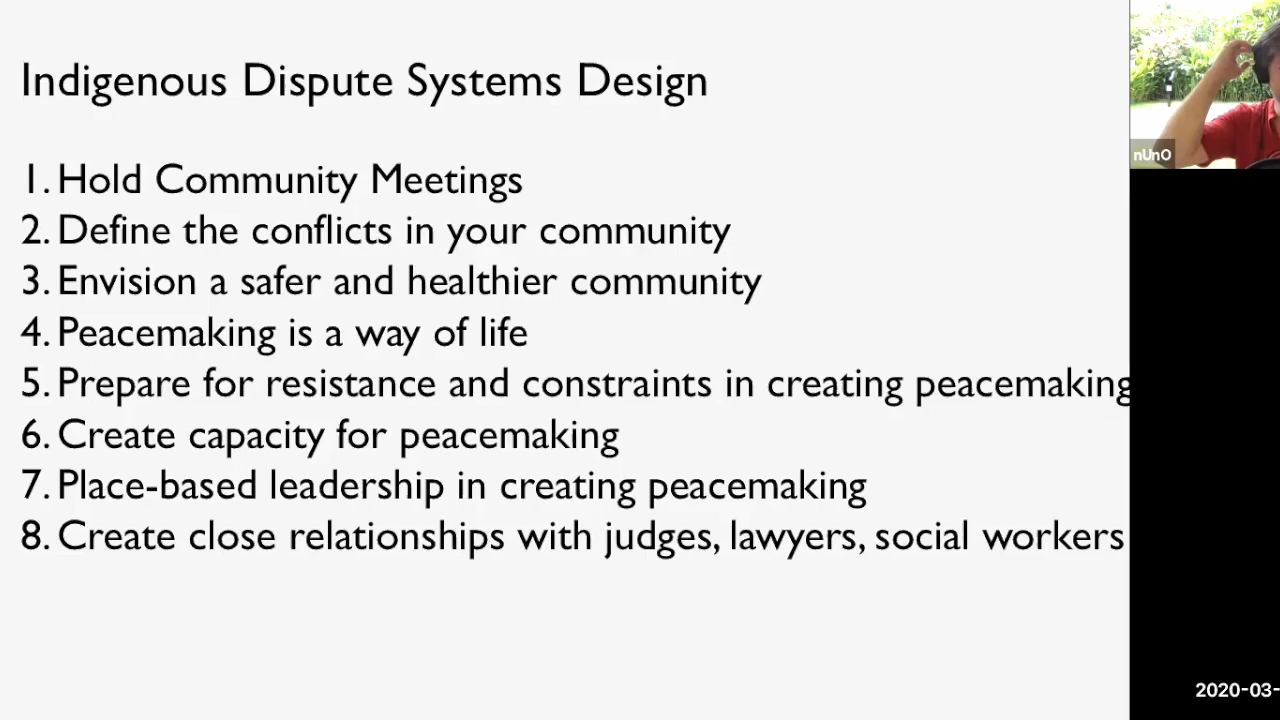 Indigenous Dispute Systems Design
1. Hold Community Meetings
2. Define the conflicts in your community
3. Envision a safer and healthier community
4. Peacemaking is a way of life
5. Prepare for resistance and constraints in creating peacemaking
6. Create capacity for peacemaking
7. Place-based leadership in creating peacemaking
8. Create close relationships with judges, lawyers, social workers
nUnO
2020-03-